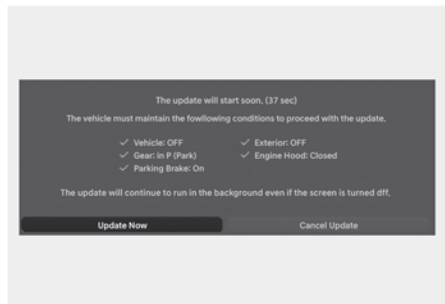 The update will start soon, (37 sec)
The vehicle must maintain the fowllowing conditions to proceed with the update.
✓ Vehicle: OFF ✓ Exterior: OFF
✓ Gear: in P (Park) ✓ Engine Hood: Closed
✓ Parking Brake: On
The update will continue to run in the background even if the screen is turned dff,
Update Now Cancel Update